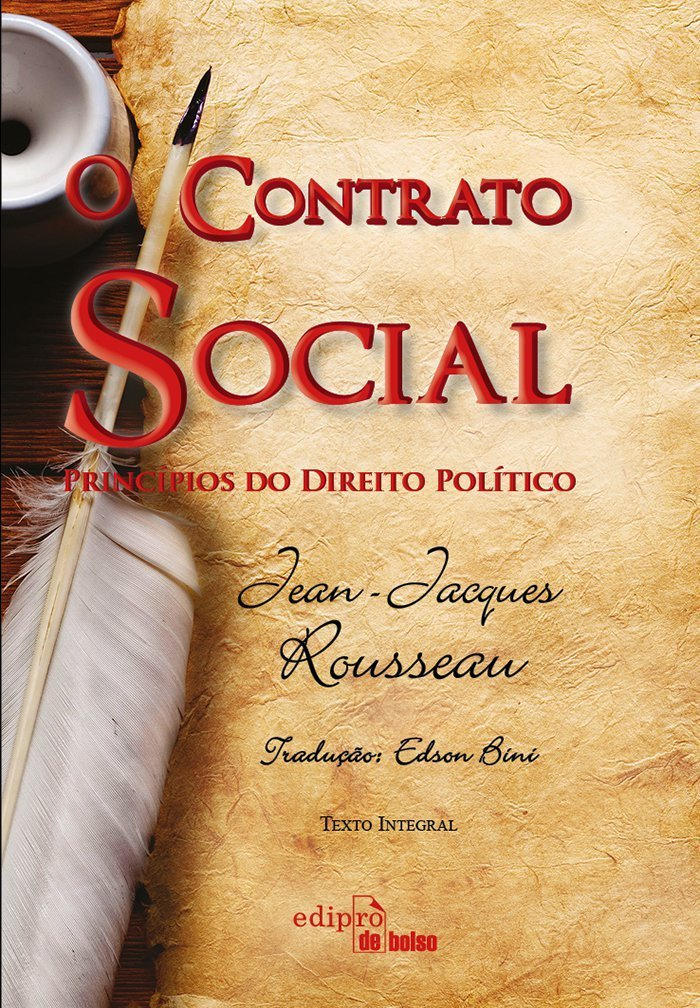 O CONTRATO
SOCIAL
PRINCÍPIOS DO DIREITO POLÍTICO
Jean-Jacques
Rousseau
Tradução: Edson Bini
TEXTO INTEGRAL
edipro
de bolso